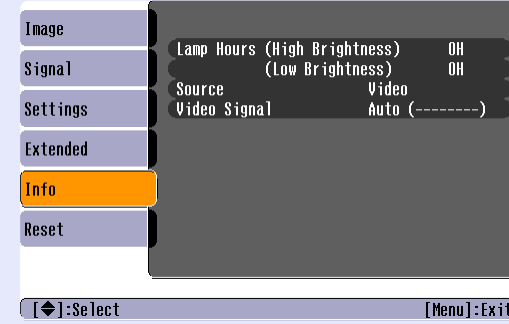 Image
Signal
Settings
Extended
Info
Reset
Lamp Hours (High Brightness) 0H
(Low Brightness) 0H
Source Video
Video Signal Auto (--------)
[◆]:Select [Menu]:Exit